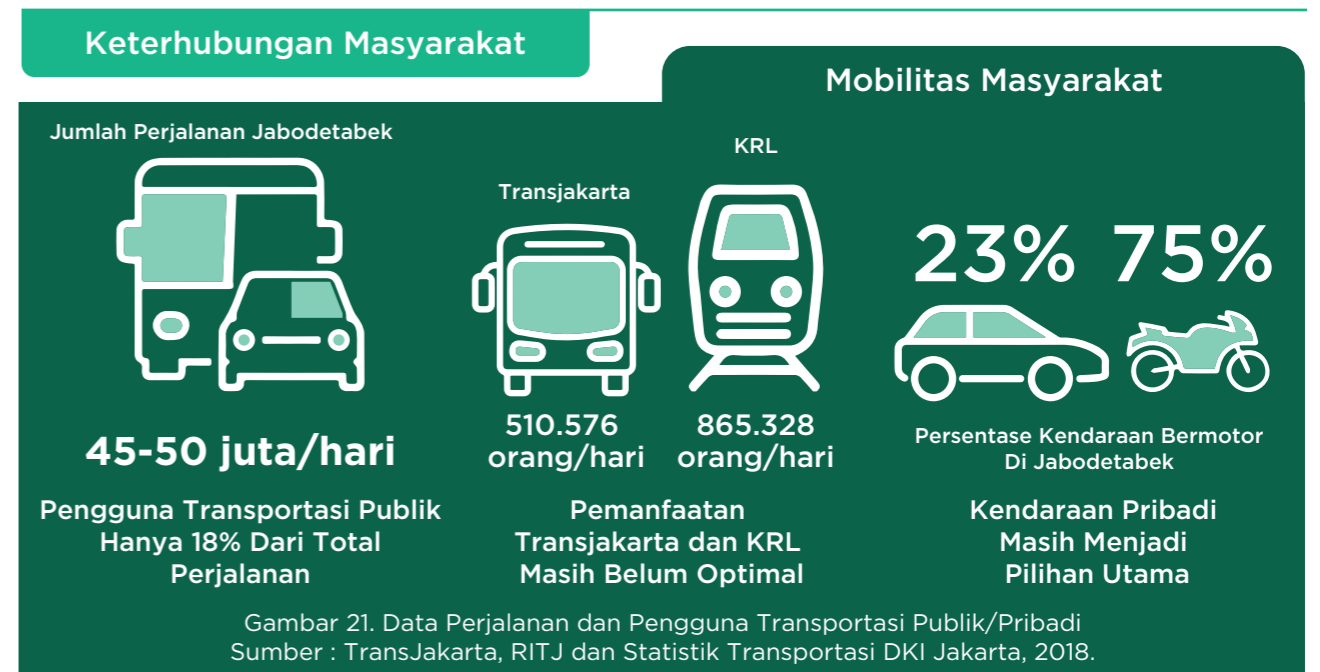 Keterhubungan Masyarakat
Mobilitas Masyarakat
Jumlah Perjalanan Jabodetabek
45-50 juta/hari
Pengguna Transportasi Publik
Hanya 18% Dari Total
Perjalanan
Transjakarta
510.576
orang/hari
KRL
865.328
orang/hari
Pemanfaatan
Transjakarta dan KRL
Masih Belum Optimal
23% 75%
Persentase Kendaraan Bermotor
Di Jabodetabek
Kendaraan Pribadi
Masih Menjadi
Pilihan Utama
Gambar 21. Data Perjalanan dan Pengguna Transportasi Publik/Pribadi
Sumber : TransJakarta, RITJ dan Statistik Transportasi DKI Jakarta, 2018.